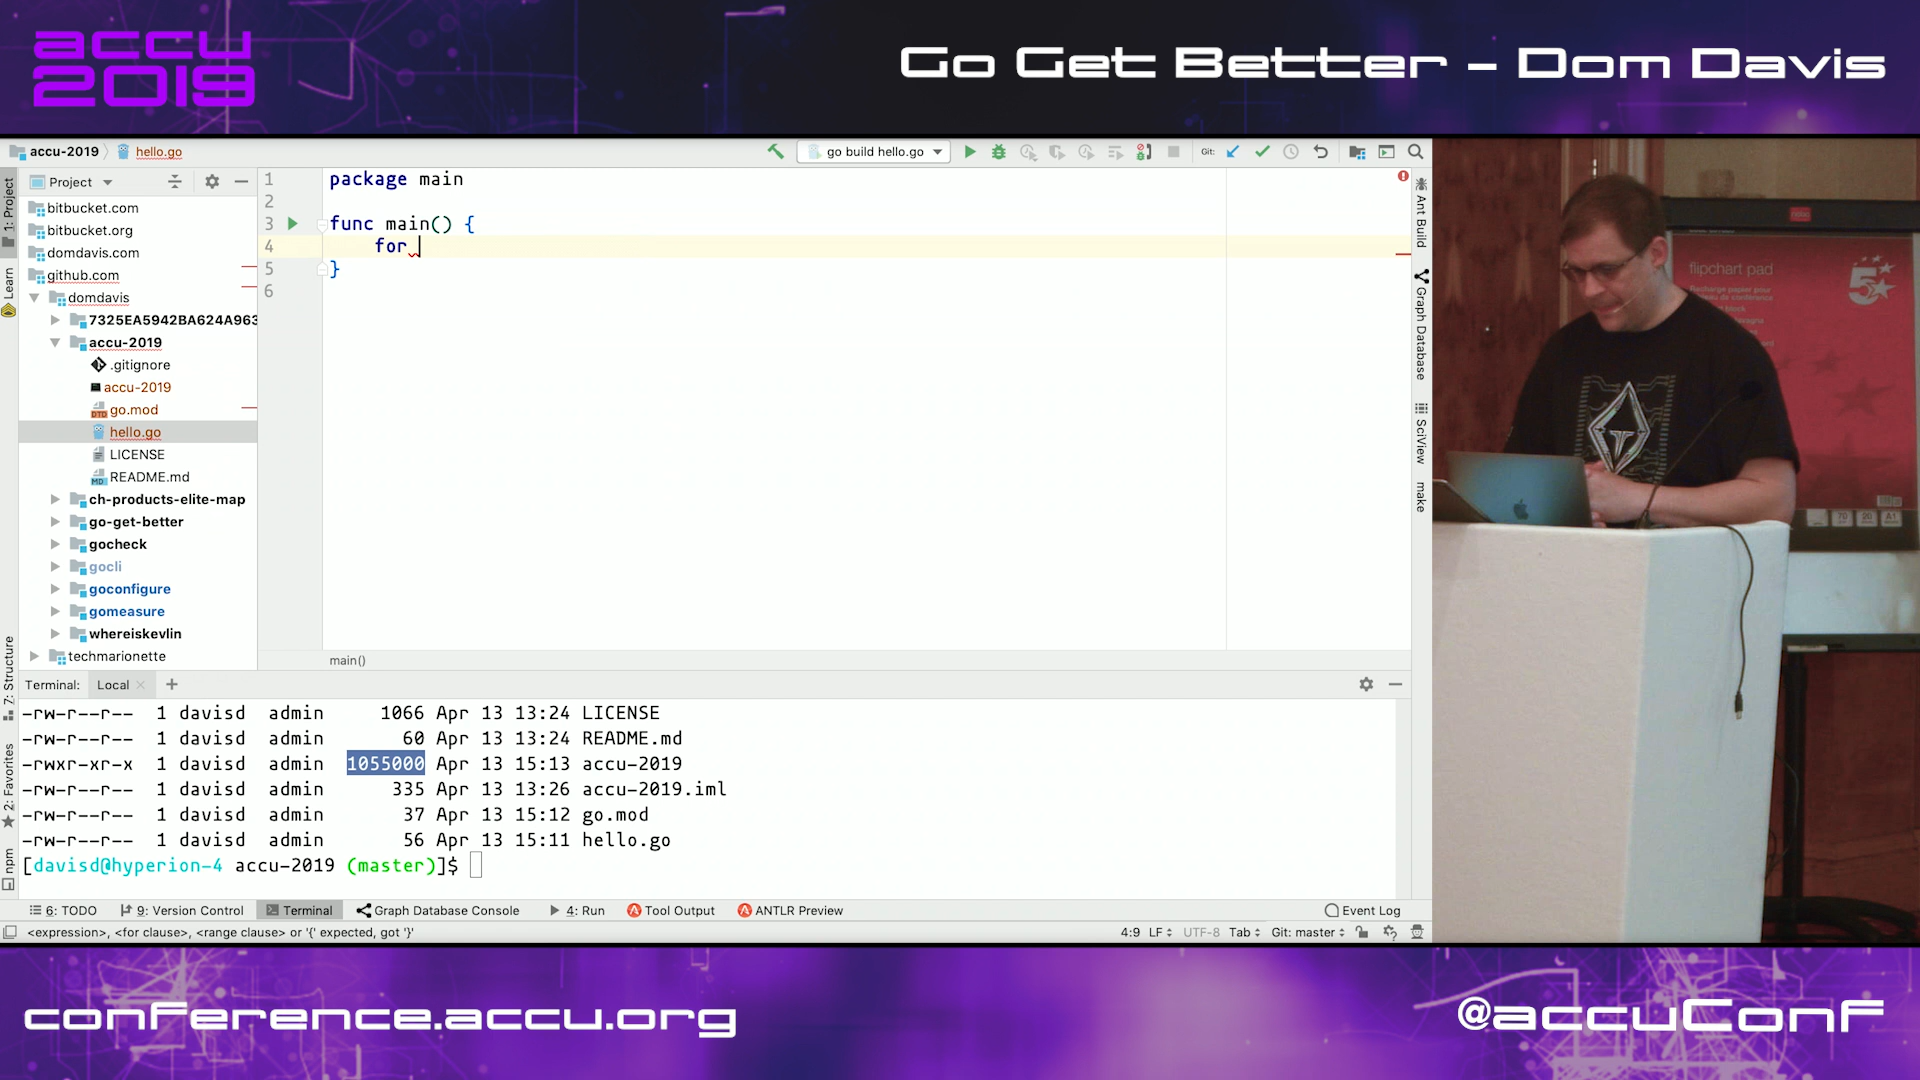 accu
2019
Go Get Better - Dom Davis
accu-2019
hello.go
go build hello.go
Git:
1: Project
Learn
Z: Structure
2: Favorites
npm
Project
bitbucket.com
bitbucket.org
domdavis.com
github.com
domdavis
7325EA5942BA624A963
accu-2019
.gitignore
accu-2019
go.mod
hello.go
LICENSE
README.md
ch-products-elite-map
go-get-better
gocheck
gocli
goconfigure
gomeasure
whereiskevlin
techmarionette
1 package main
2
3 func main() {
4 for
5 }
6
main()
Ant Build
Graph Database
SciView
make
Terminal: Local
-rw-r--r-- 1 davisd admin 1066 Apr 13 13:24 LICENSE
-rw-r--r-- 1 davisd admin 60 Apr 13 13:24 README.md
-rwxr-xr-x 1 davisd admin 1055000 Apr 13 15:13 accu-2019
-rw-r--r-- 1 davisd admin 335 Apr 13 13:26 accu-2019.iml
-rw-r--r-- 1 davisd admin 37 Apr 13 15:12 go.mod
-rw-r--r-- 1 davisd admin 56 Apr 13 15:11 hello.go
[davisd@hyperion-4 accu-2019 (master)]$
6: TODO 9: Version Control Terminal Graph Database Console 4: Run Tool Output ANTLR Preview Event Log
<expression>, <for clause>, <range clause> or '{' expected, got '}' 4:9 LF UTF-8 Tab Git: master
nobo
flipchart pad
5
70 20 A1
conference.accu.org
@accuConf